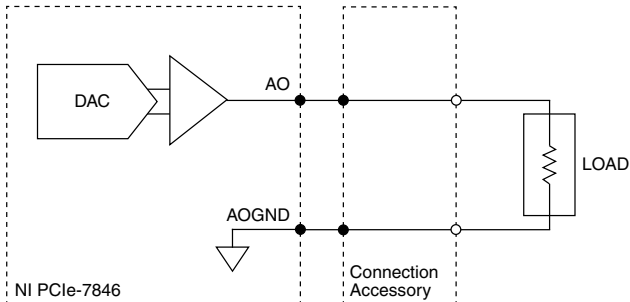 DAC
AO
AOGND
LOAD
NI PCIe-7846
Connection
Accessory